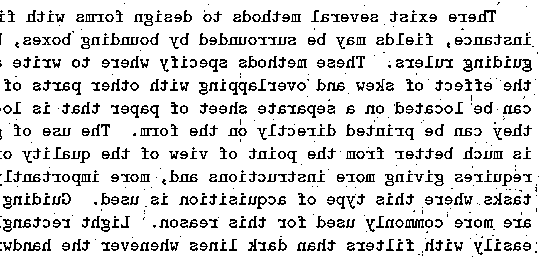 There exist several methods to design forms with
instance, fields may be surrounded by bounding boxes,
guiding rulers. These methods specify where to write
the effect of skew and overlapping with other parts of
can be located on a separate sheet of paper that is
they can be printed directly on the form. The use of
is much better from the point of view of the quality
requires giving more instructions and, more importantly
tasks where this type of acquisition is used. Guiding
are more commonly used for this reason. Light
easily with filters than dark lines whenever the